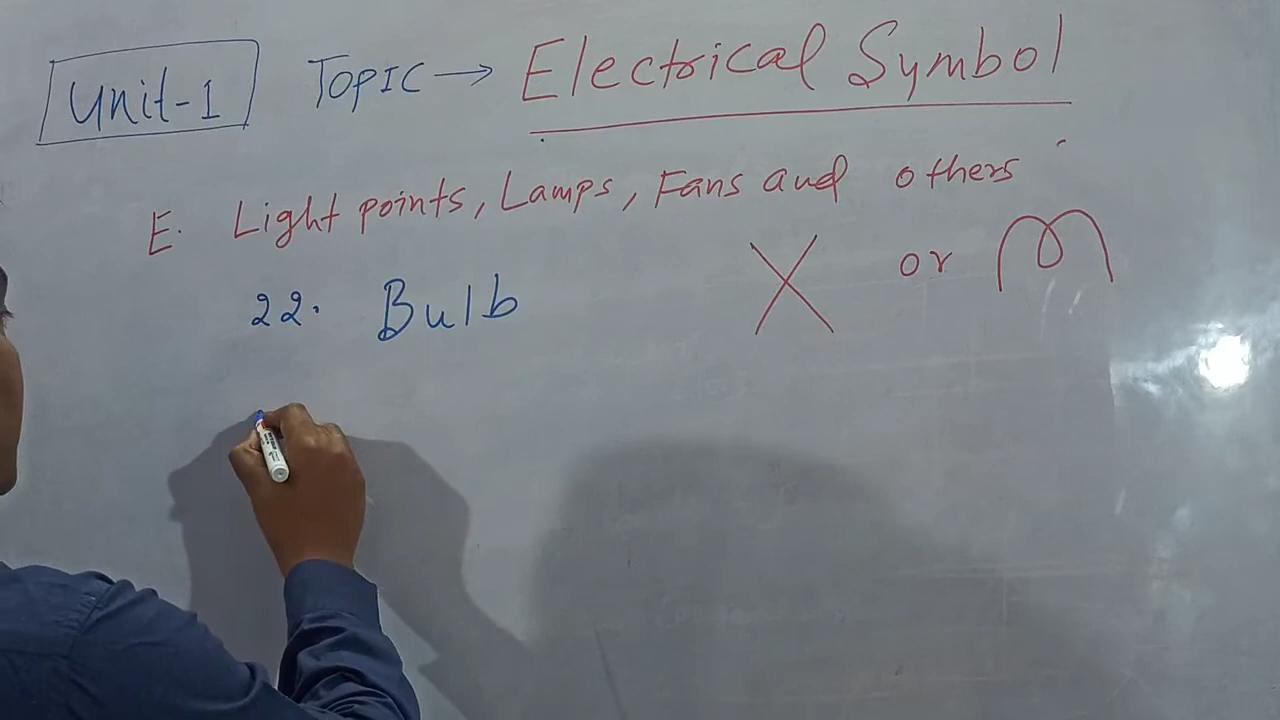 Unit-1 TOPIC → Electrical Symbol
E. Light points, Lamps, Fans and others
22. Bulb X or